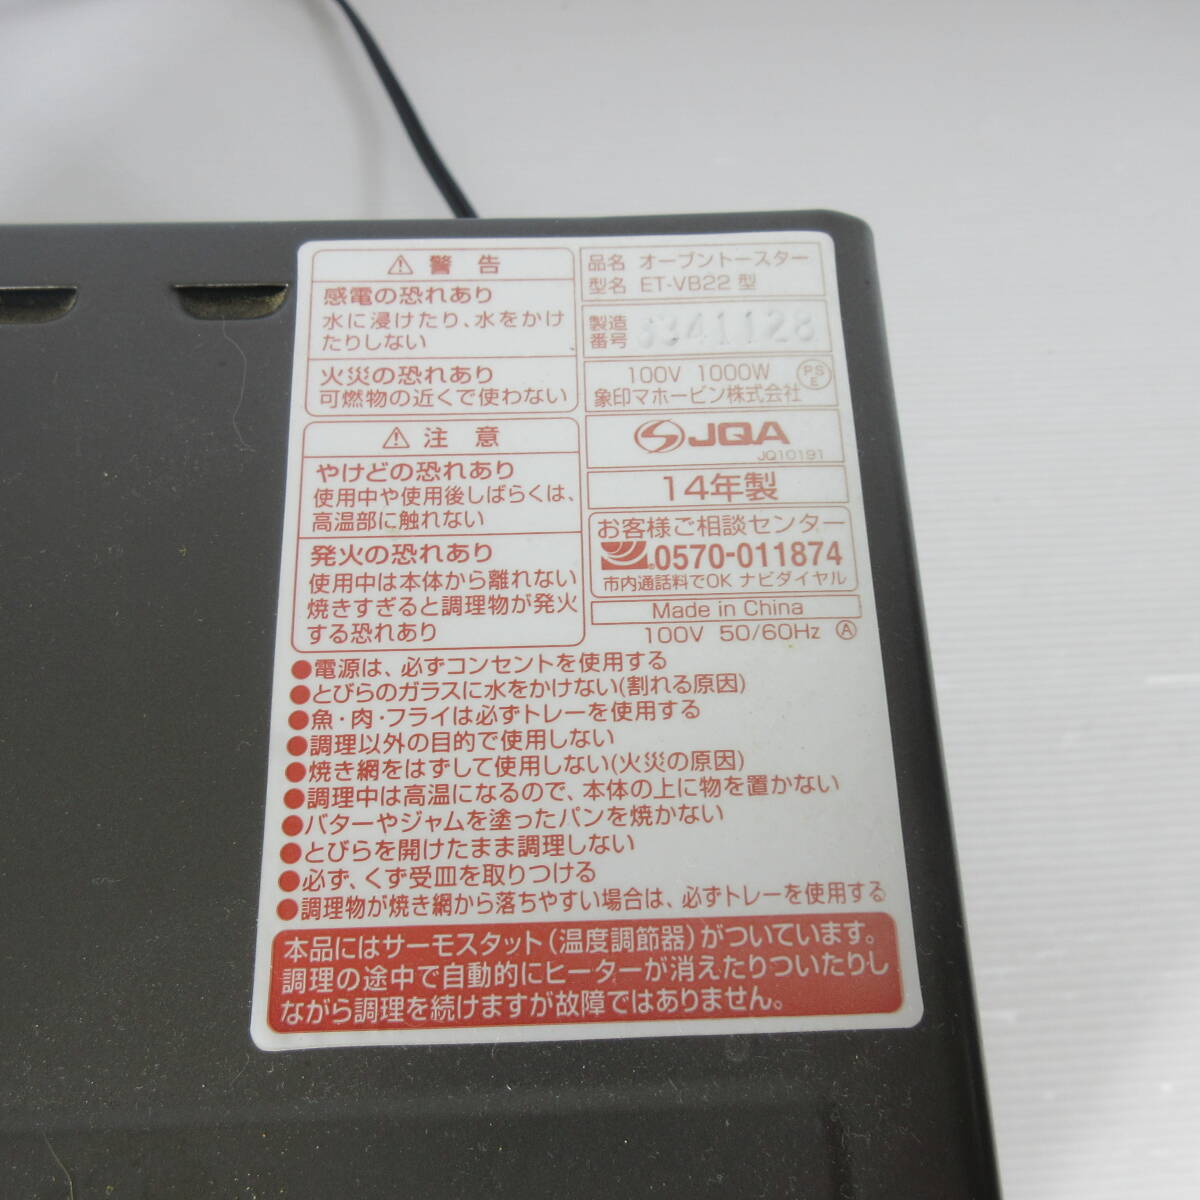 ⚠ 警告
感電の恐れあり
水に浸けたり、水をかけ
たりしない
火災の恐れあり
可燃物の近くで使わない
⚠ 注意
やけどの恐れあり
使用中や使用後しばらくは、
高温部に触れない
発火の恐れあり
使用中は本体から離れない
焼きすぎると調理物が発火
する恐れあり
品名 オーブントースター
型名 ET-VB22 型
製造
番号
100V 1000W
PS
E
象印マホービン株式会社
JQA
JQ10191
14年製
お客様ご相談センター
0570-011874
市内通話料でOK ナビダイヤル
Made in China
100V 50/60Hz Ⓐ
●電源は、必ずコンセントを使用する
●とびらのガラスに水をかけない(割れる原因)
●魚・肉・フライは必ずトレーを使用する
●調理以外の目的で使用しない
●焼き網をはずして使用しない(火災の原因)
●調理中は高温になるので、本体の上に物を置かない
●バターやジャムを塗ったパンを焼かない
●とびらを開けたまま調理しない
●必ず、くず受皿を取りつける
●調理物が焼き網から落ちやすい場合は、必ずトレーを使用する
本品にはサーモスタット(温度調節器)がついています。
調理の途中で自動的にヒーターが消えたりついたりし
ながら調理を続けますが故障ではありません。